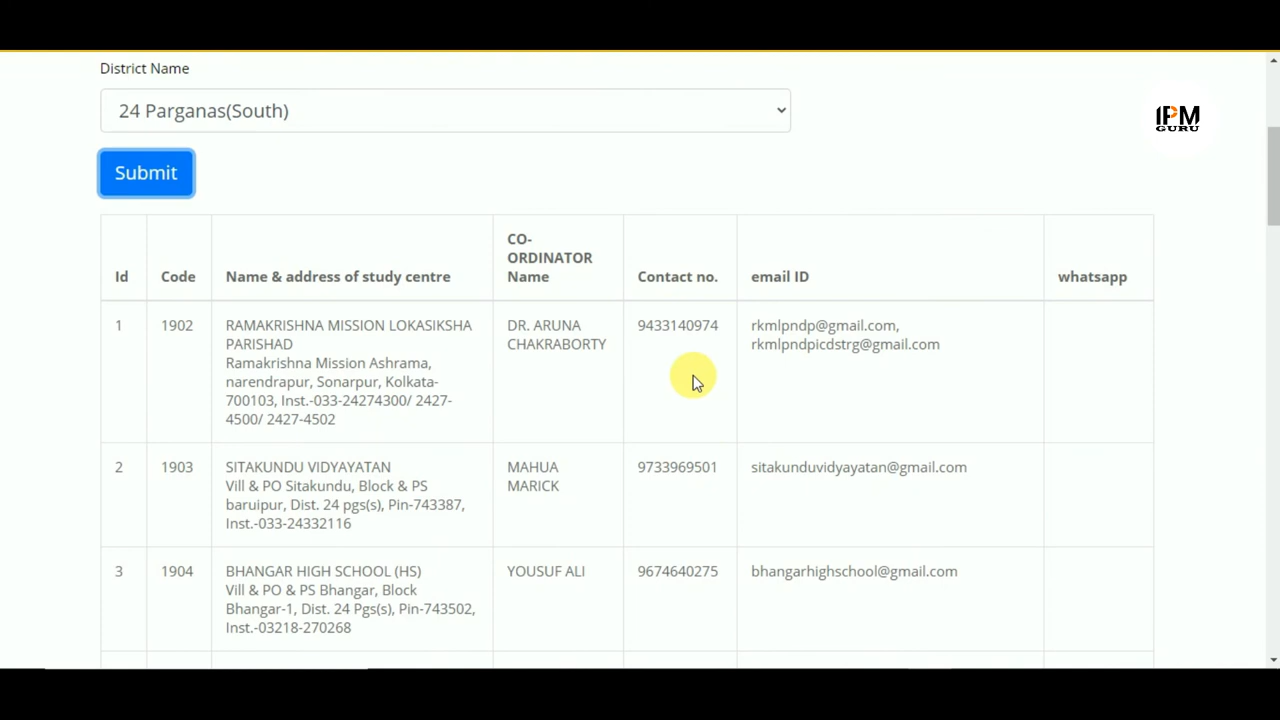 District Name
24 Parganas(South)
IPM
GURU
Submit
Id
Code
Name & address of study centre
CO-
ORDINATOR
Name
Contact no.
email ID
whatsapp
1
1902
RAMAKRISHNA MISSION LOKASIKSHA
PARISHAD
Ramakrishna Mission Ashrama,
narendrapur, Sonarpur, Kolkata-
700103, Inst.-033-24274300/ 2427-
4500/ 2427-4502
DR. ARUNA
CHAKRABORTY
9433140974
rkmlpndp@gmail.com,
rkmlpndpicdstrg@gmail.com
2
1903
SITAKUNDU VIDYAYATAN
Vill & PO Sitakundu, Block & PS
baruipur, Dist. 24 pgs(s), Pin-743387,
Inst.-033-24332116
MAHUA
MARICK
9733969501
sitakunduvidyayatan@gmail.com
3
1904
BHANGAR HIGH SCHOOL (HS)
Vill & PO & PS Bhangar, Block
Bhangar-1, Dist. 24 Pgs(s), Pin-743502,
Inst.-03218-270268
YOUSUF ALI
9674640275
bhangarhighschool@gmail.com